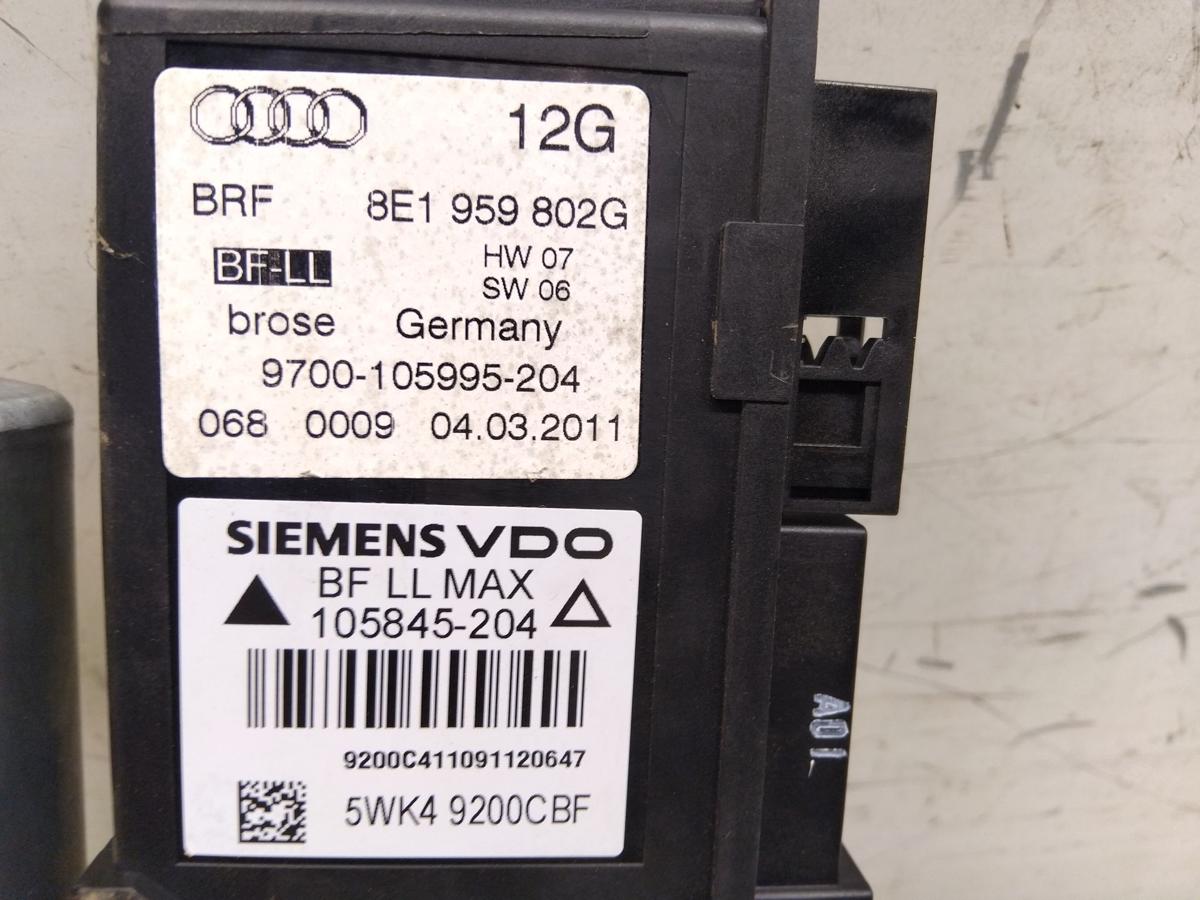 12G
BRF 8E1 959 802G
BF-LL HW 07
SW 06
brose Germany
9700-105995-204
068 0009 04.03.2011
SIEMENS VDO
BF LL MAX
105845-204
9200C411091120647
5WK4 9200CBF
A01